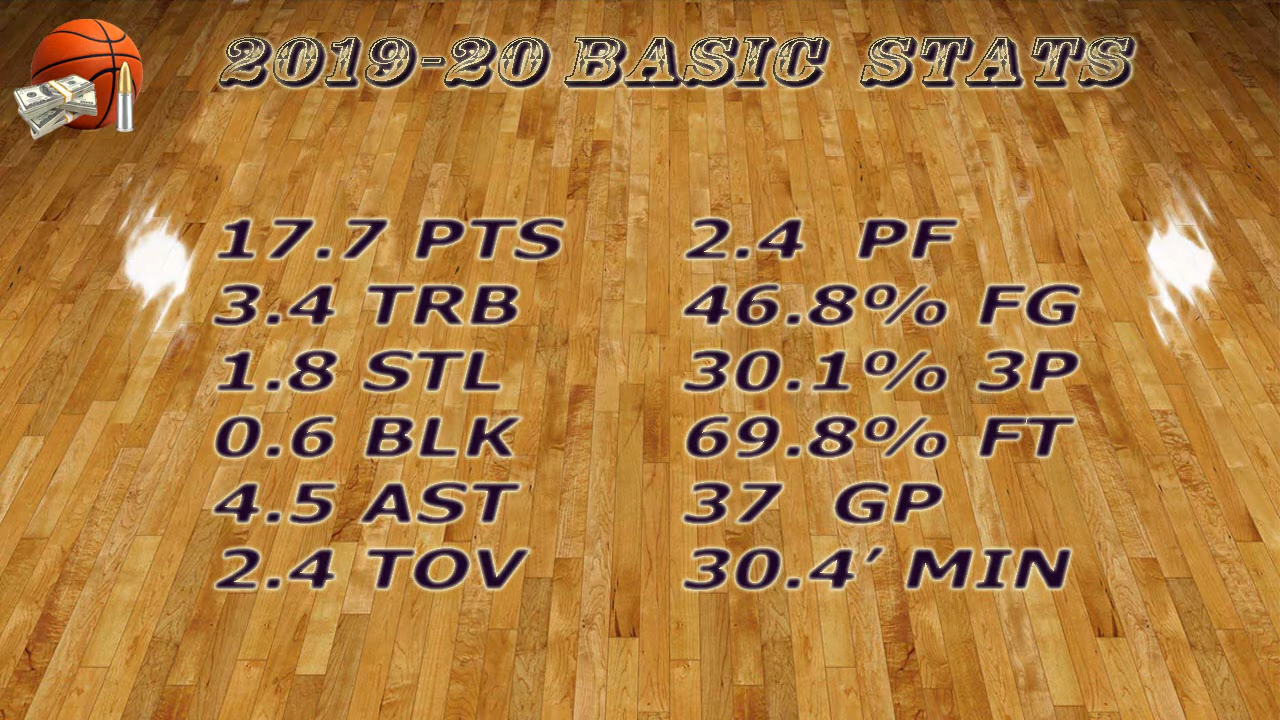 2019-20 BASIC STATS
17.7 PTS
3.4 TRB
1.8 STL
0.6 BLK
4.5 AST
2.4 TOV
2.4 PF
46.8% FG
30.1% 3P
69.8% FT
37 GP
30.4′ MIN